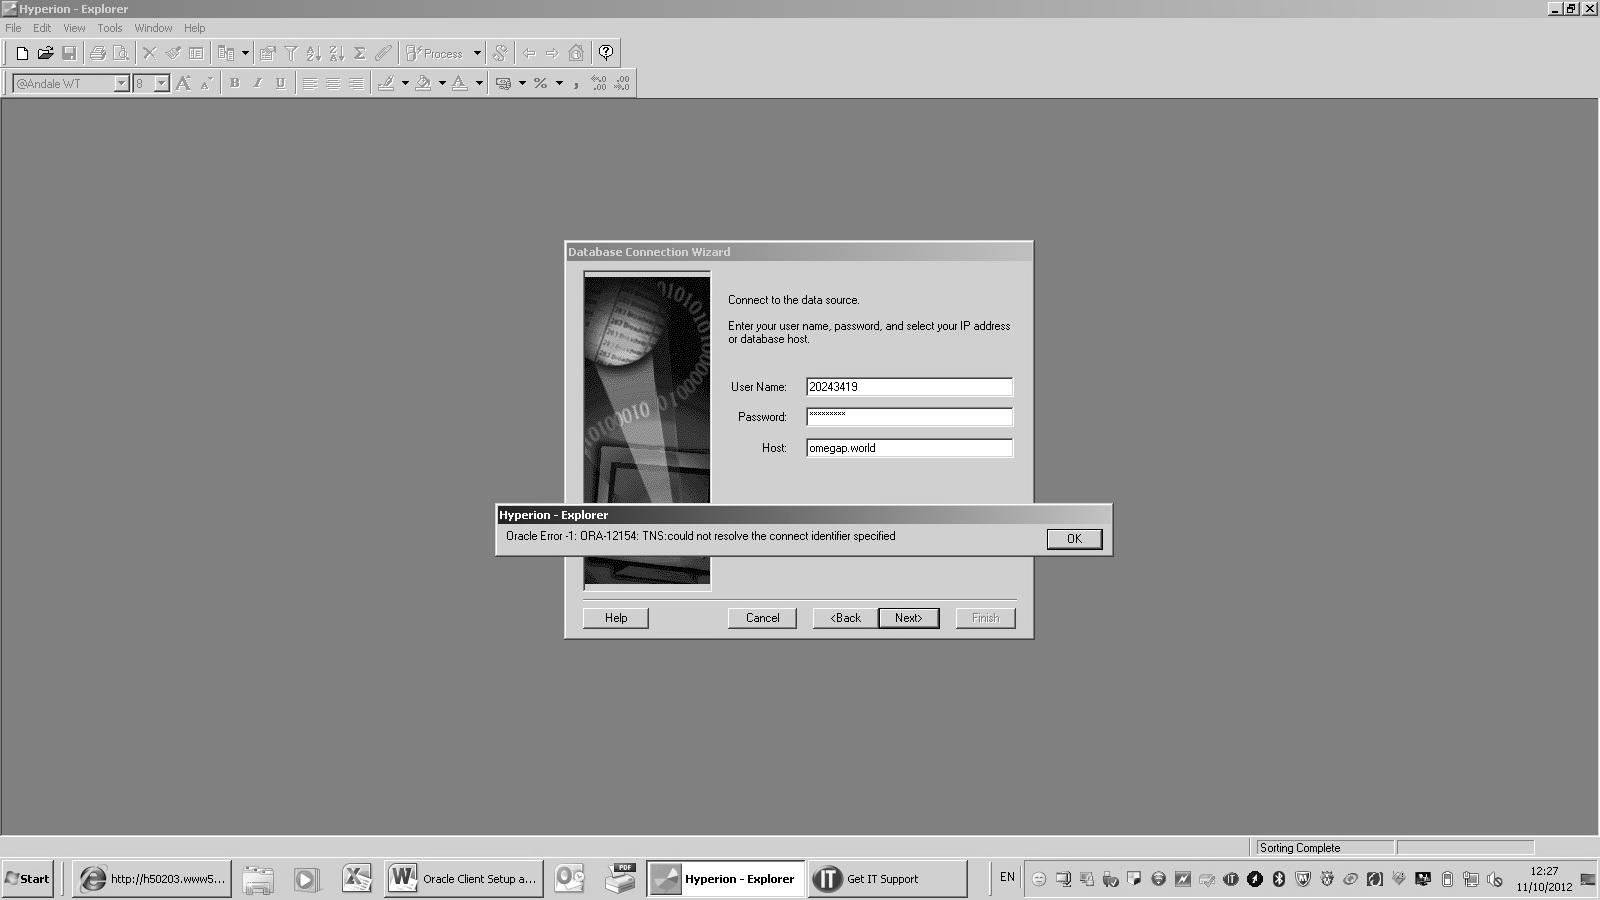 Hyperion - Explorer
File Edit View Tools Window Help
Process
@Andale WT 8 B I U
Database Connection Wizard
Connect to the data source.
Enter your user name, password, and select your IP address
or database host.
User Name: 20243419
Password: *********
Host: omegap.world
Hyperion - Explorer
Oracle Error -1: ORA-12154: TNS:could not resolve the connect identifier specified
OK
Help Cancel <Back Next> Finish
Sorting Complete
Start http://h50203.www5... Oracle Client Setup a... Hyperion - Explorer Get IT Support EN 12:27
11/10/2012